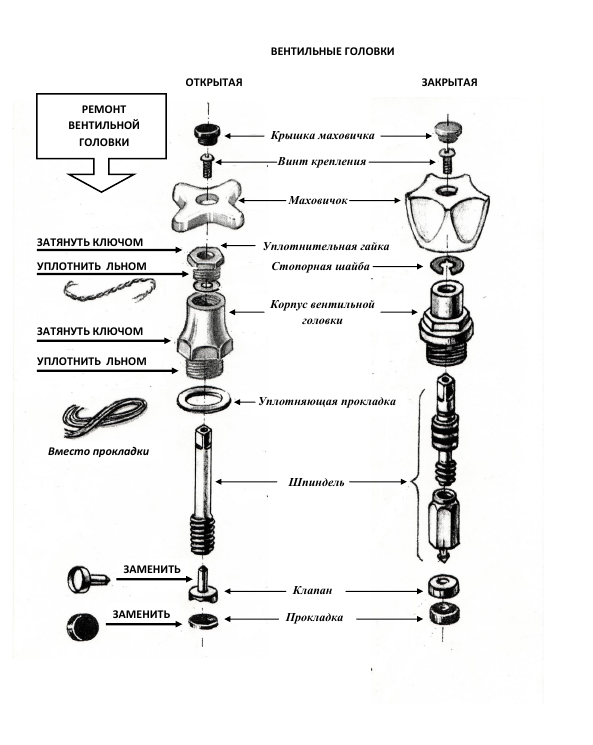 ВЕНТИЛЬНЫЕ ГОЛОВКИ
ОТКРЫТАЯ
ЗАКРЫТАЯ
РЕМОНТ
ВЕНТИЛЬНОЙ
ГОЛОВКИ
Крышка маховичка
Винт крепления
Маховичок
ЗАТЯНУТЬ КЛЮЧОМ
Уплотнительная гайка
УПЛОТНИТЬ ЛЬНОМ
Стопорная шайба
Корпус вентильной
головки
ЗАТЯНУТЬ КЛЮЧОМ
УПЛОТНИТЬ ЛЬНОМ
Уплотняющая прокладка
Вместо прокладки
Шпиндель
ЗАМЕНИТЬ
Клапан
ЗАМЕНИТЬ
Прокладка